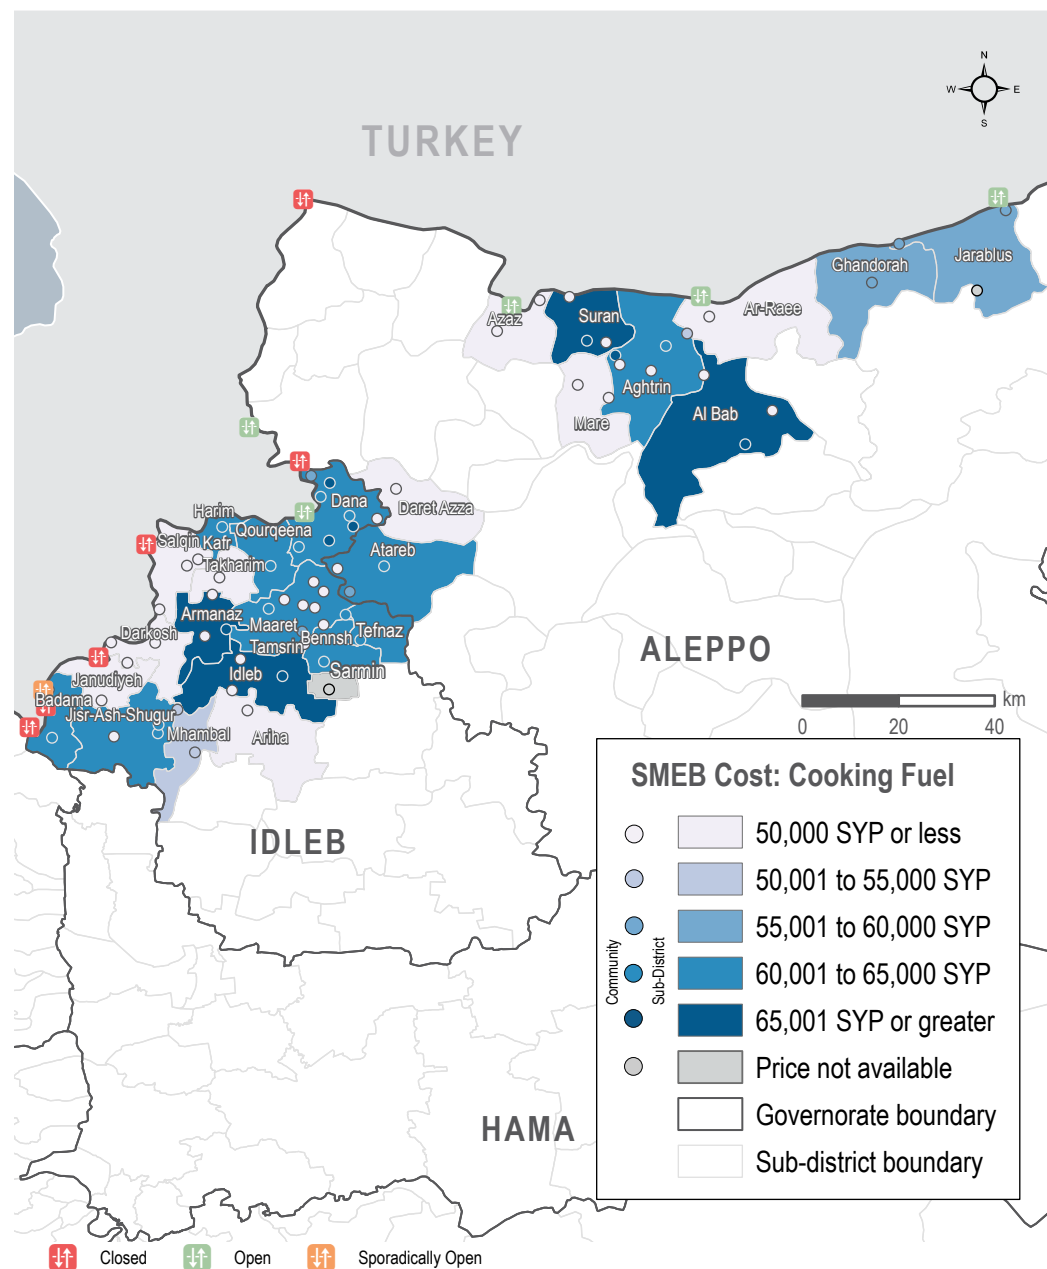 N
W E
S
TURKEY
Jarablus
Ghandorah
Ar-Raee
Azaz
Suran
Aghtrin
Mare
Al Bab
Dana
Daret Azza
Harim
Qourqeena
Salqin
Kafr
Takharim
Atareb
Armanaz
Maaret
Tamsrin
Bennsh
Tefnaz
Darkosh
Idleb
Sarmin
Janudiyeh
Badama
Jisr-Ash-Shugur
Mhambal
Ariha
ALEPPO
km
0 20 40
IDLEB
HAMA
SMEB Cost: Cooking Fuel
Community
Sub-District
50,000 SYP or less
50,001 to 55,000 SYP
55,001 to 60,000 SYP
60,001 to 65,000 SYP
65,001 SYP or greater
Price not available
Governorate boundary
Sub-district boundary
Closed Open Sporadically Open